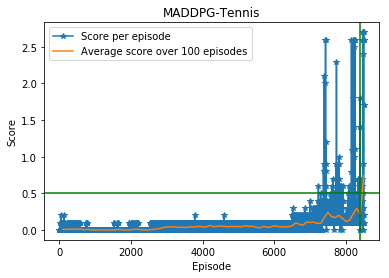 MADDPG-Tennis
Score per episode
Average score over 100 episodes
Score
2.5
2.0
1.5
1.0
0.5
0.0
0
2000
4000
6000
8000
Episode